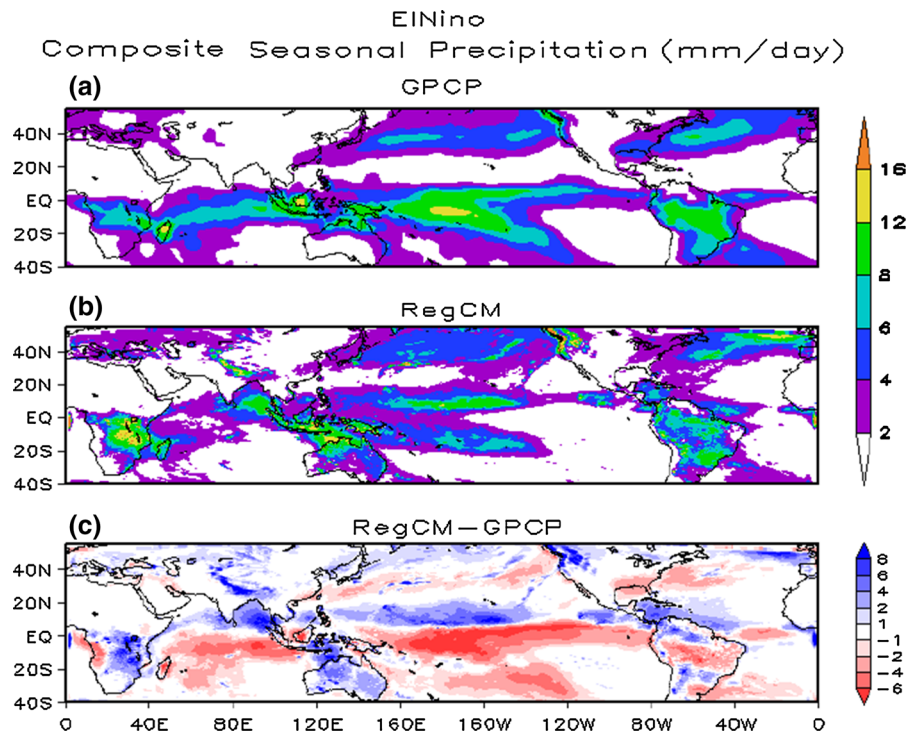 ElNino
Composite Seasonal Precipitation (mm/day)
(a)
GPCP
40N
20N
EQ
20S
40S
(b)
RegCM
40N
20N
EQ
20S
40S
16
12
8
6
4
2
(c)
RegCM-GPCP
40N
20N
EQ
20S
40S
0 40E 80E 120E 160E 160W 120W 80W 40W 0
8
6
4
2
1
-1
-2
-4
-6